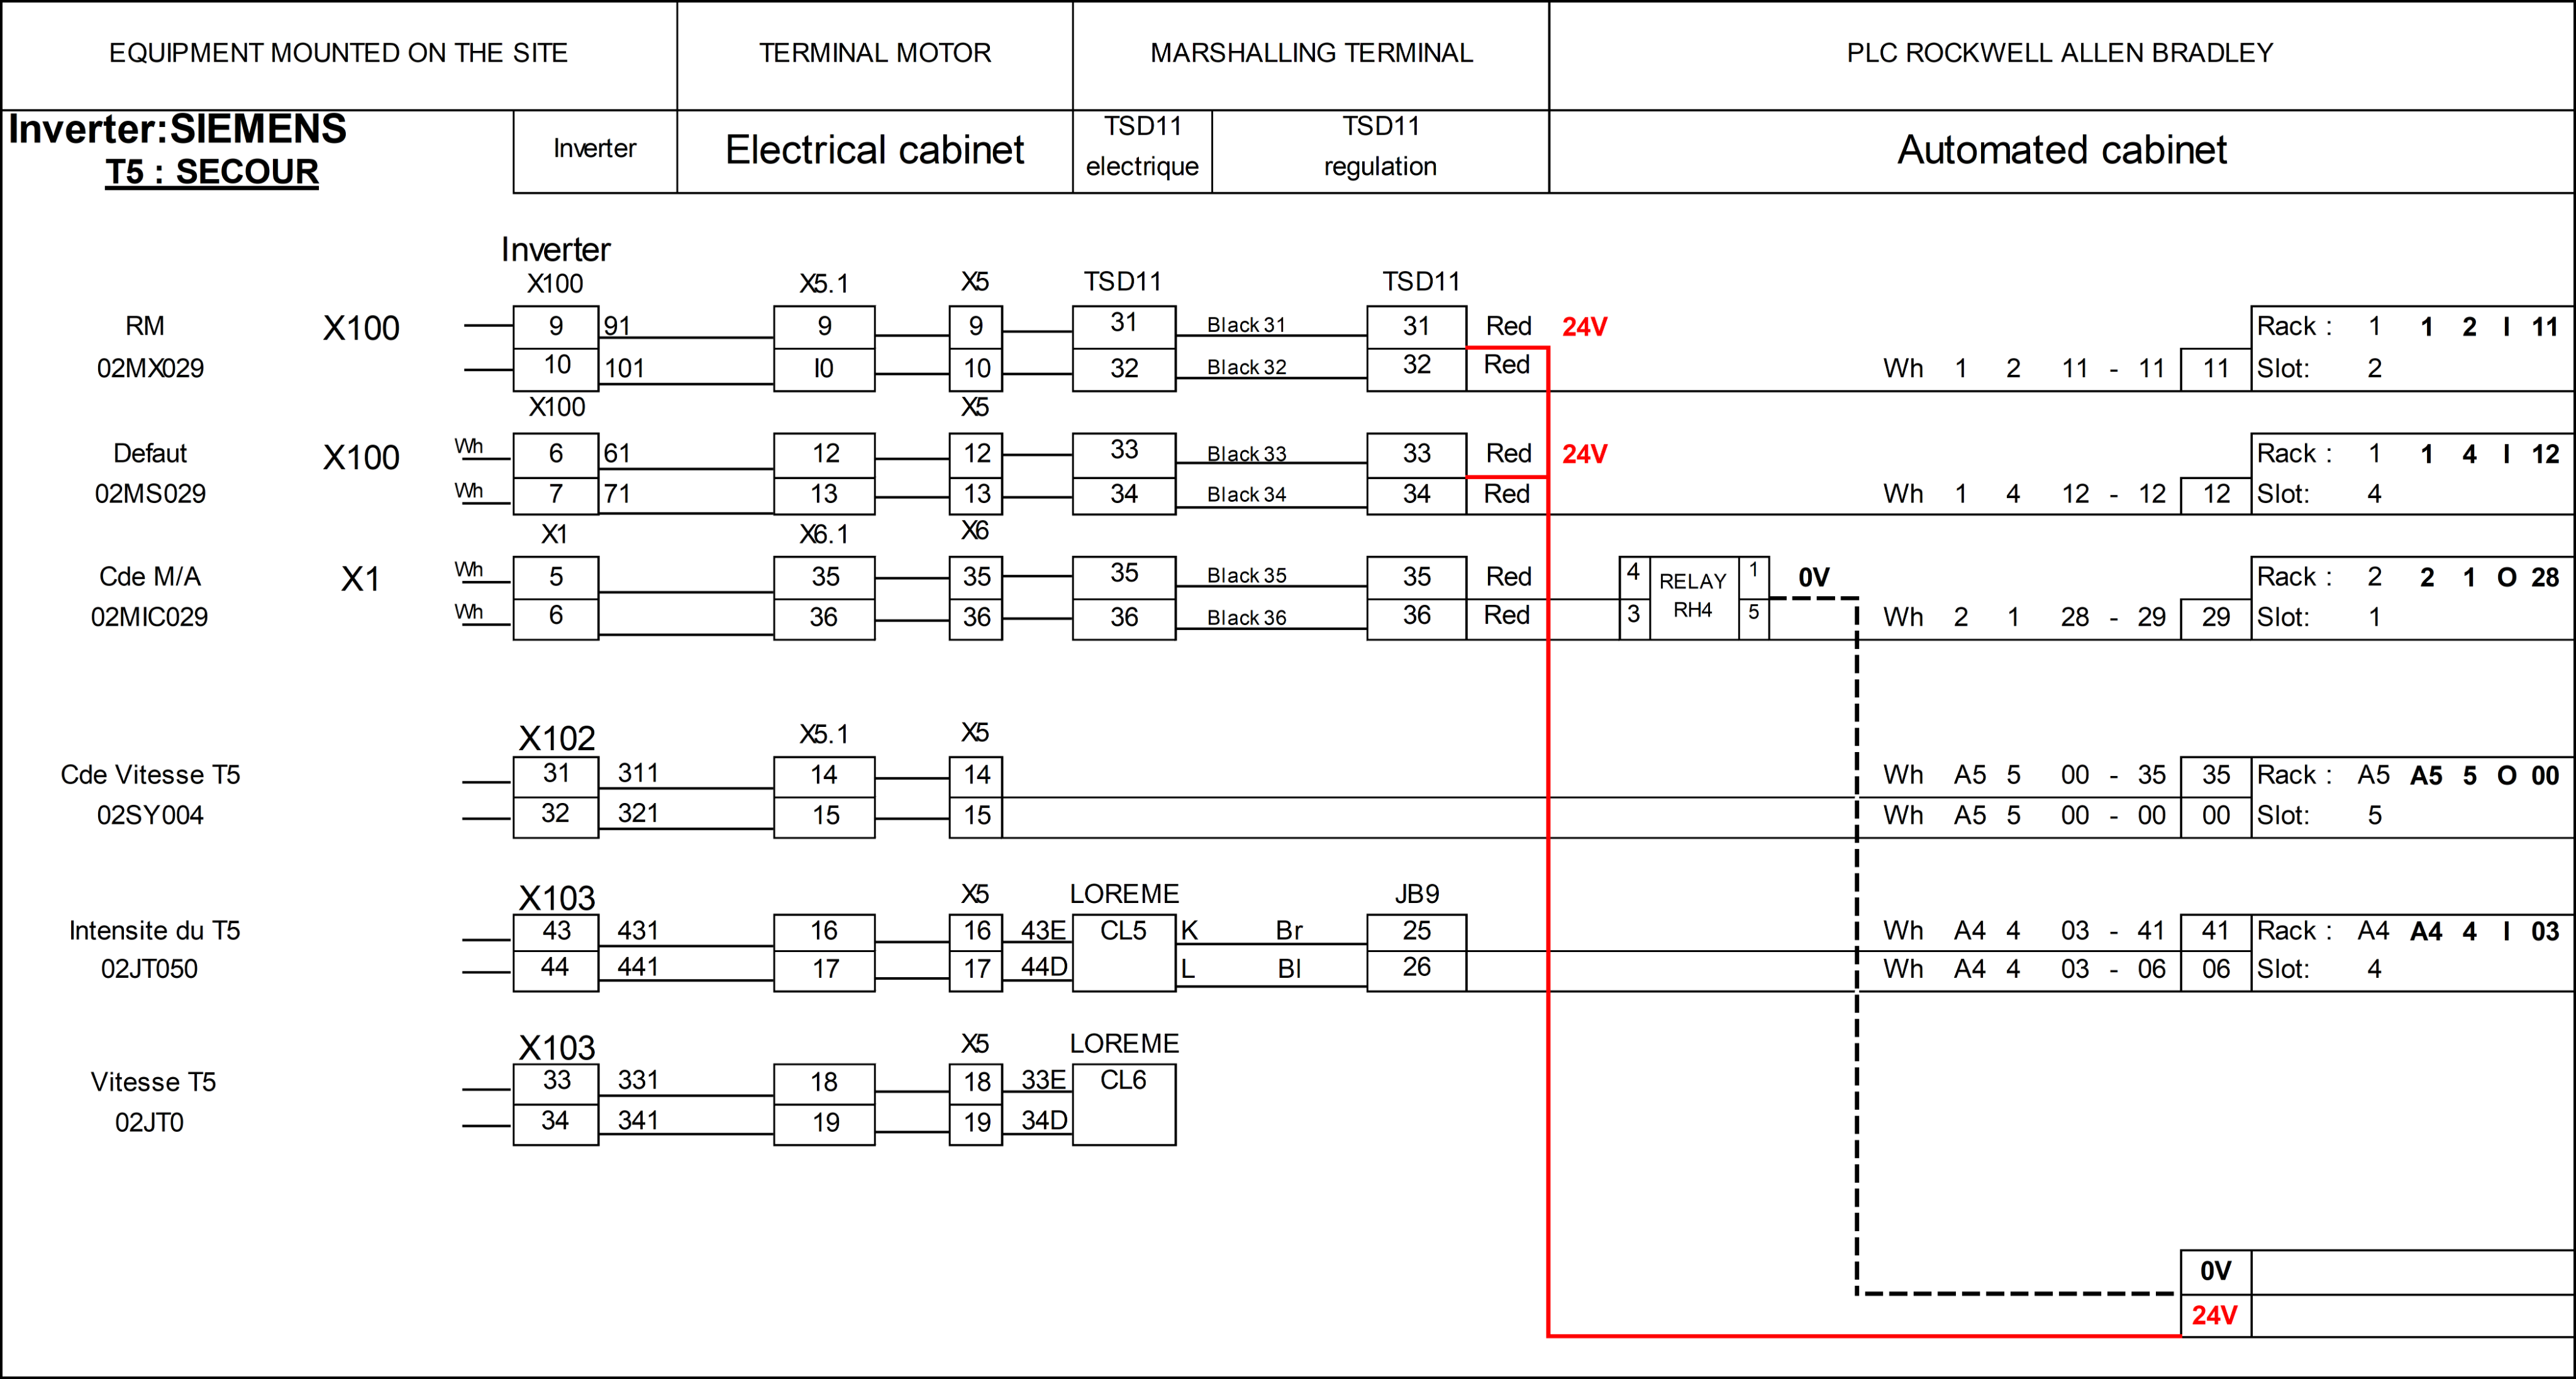 EQUIPMENT MOUNTED ON THE SITE TERMINAL MOTOR MARSHALLING TERMINAL PLC ROCKWELL ALLEN BRADLEY
Inverter:SIEMENS
T5 : SECOUR
Inverter Electrical cabinet TSD11 electrique TSD11 regulation Automated cabinet
Inverter
X100 X5.1 X5 TSD11 TSD11
RM X100 9 91 9 9 31 Black 31 31 Red 24V Rack : 1 1 2 I 11
02MX029 10 101 I0 10 32 Black 32 32 Red Wh 1 2 11 - 11 11 Slot: 2
X100 X5
Defaut X100 Wh 6 61 12 12 33 Black 33 33 Red 24V Rack : 1 1 4 I 12
02MS029 Wh 7 71 13 13 34 Black 34 34 Red Wh 1 4 12 - 12 12 Slot: 4
X1 X6.1 X6
Cde M/A X1 Wh 5 35 35 35 Black 35 35 Red 4 RELAY 1 0V Rack : 2 2 1 O 28
02MIC029 Wh 6 36 36 36 Black 36 36 Red 3 RH4 5 Wh 2 1 28 - 29 29 Slot: 1
X102 X5.1 X5
Cde Vitesse T5 31 311 14 14 Wh A5 5 00 - 35 35 Rack : A5 A5 5 O 00
02SY004 32 321 15 15 Wh A5 5 00 - 00 00 Slot: 5
X103 X5 LOREME JB9
Intensite du T5 43 431 16 16 43E CL5 K Br 25 Wh A4 4 03 - 41 41 Rack : A4 A4 4 I 03
02JT050 44 441 17 17 44D L Bl 26 Wh A4 4 03 - 06 06 Slot: 4
X103 X5 LOREME
Vitesse T5 33 331 18 18 33E CL6
02JT0 34 341 19 19 34D
0V
24V